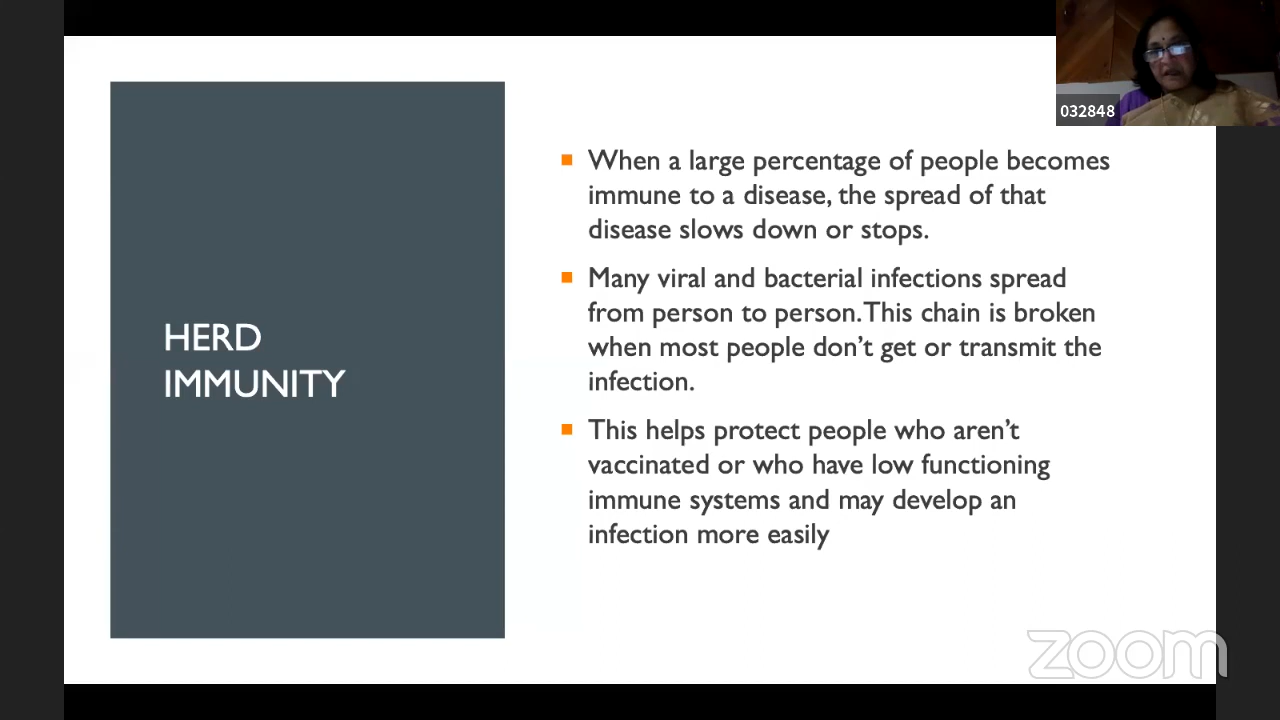 032848
HERD
IMMUNITY
When a large percentage of people becomes
immune to a disease, the spread of that
disease slows down or stops.
Many viral and bacterial infections spread
from person to person. This chain is broken
when most people don’t get or transmit the
infection.
This helps protect people who aren’t
vaccinated or who have low functioning
immune systems and may develop an
infection more easily
zoom